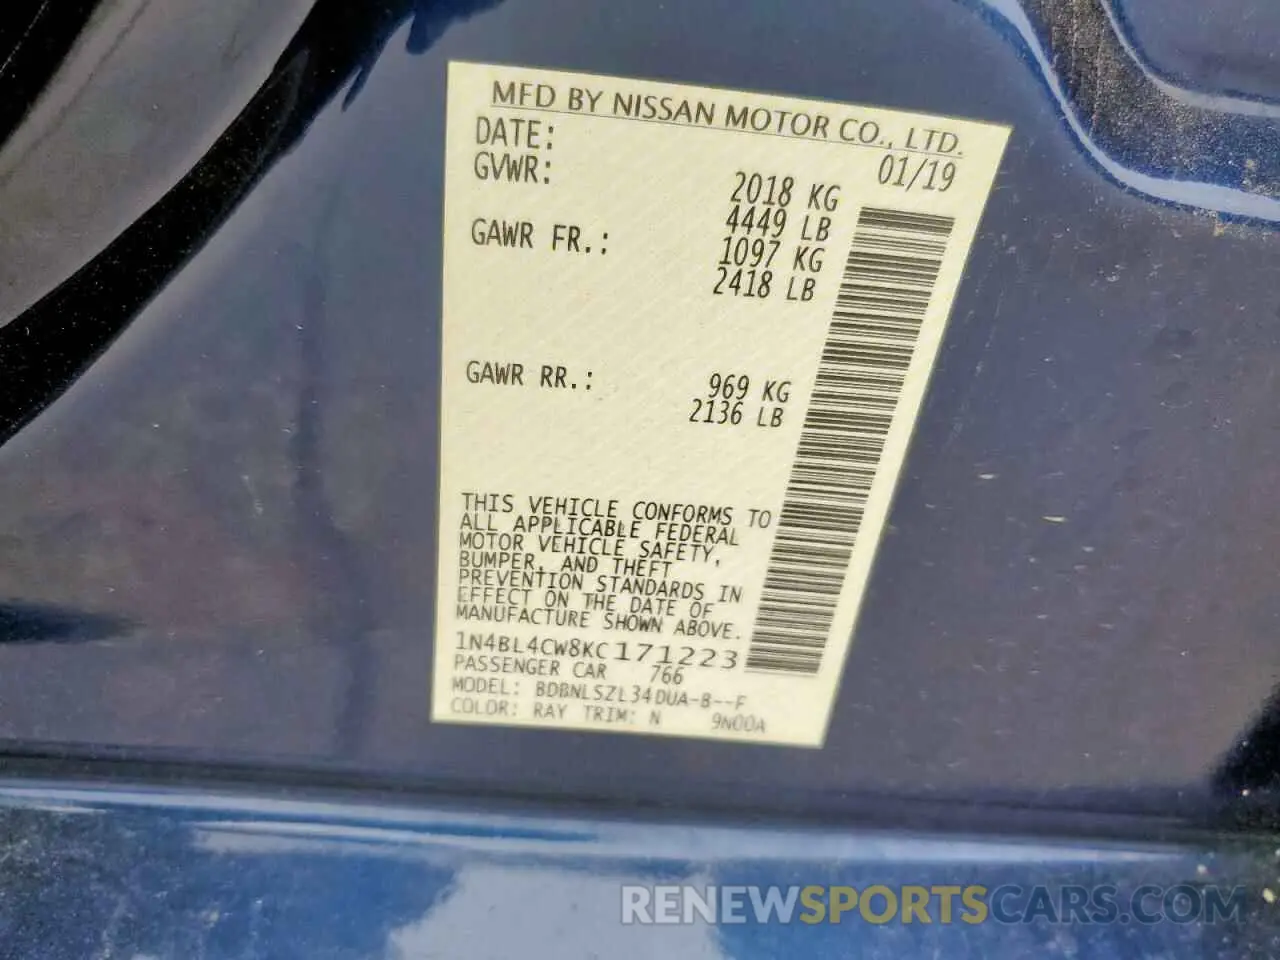 MFD BY NISSAN MOTOR CO., LTD.
DATE: 01/19
GVWR: 2018 KG
4449 LB
GAWR FR.: 1097 KG
2418 LB
GAWR RR.: 969 KG
2136 LB
THIS VEHICLE CONFORMS TO
ALL APPLICABLE FEDERAL
MOTOR VEHICLE SAFETY,
BUMPER, AND THEFT
PREVENTION STANDARDS IN
EFFECT ON THE DATE OF
MANUFACTURE SHOWN ABOVE.
1N4BL4CW8KC171223
PASSENGER CAR 766
MODEL: BDBNLSZL34DUA-B--F
COLOR: RAY TRIM: N 9N00A
RENEWSPORTSCARS.COM